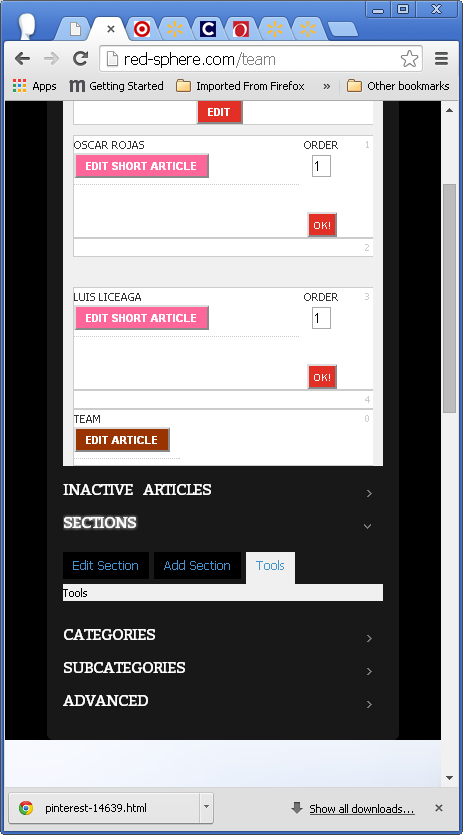 red-sphere.com/team
Apps Getting Started Imported From Firefox » Other bookmarks
EDIT
OSCAR ROJAS ORDER 1
EDIT SHORT ARTICLE 1
OK!
2
LUIS LICEAGA ORDER 3
EDIT SHORT ARTICLE 1
OK!
4
TEAM 0
EDIT ARTICLE
INACTIVE ARTICLES
SECTIONS
Edit Section Add Section Tools
Tools
CATEGORIES
SUBCATEGORIES
ADVANCED
pinterest-14639.html Show all downloads...